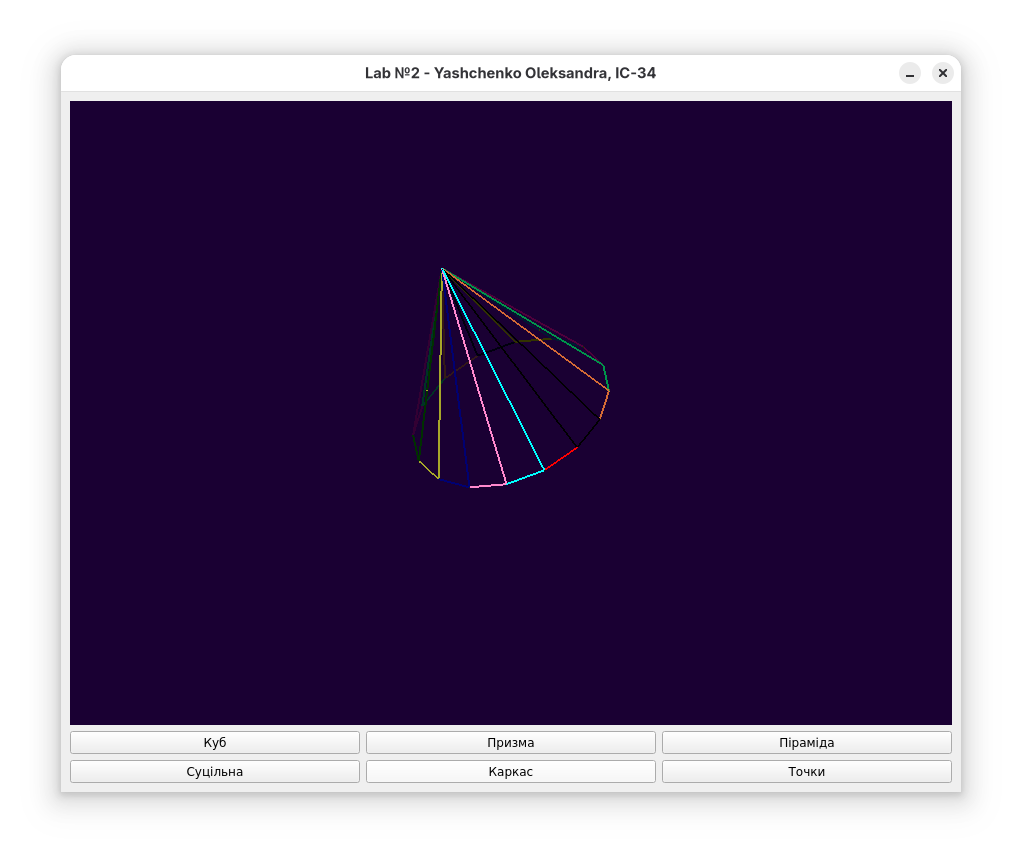 Lab №2 - Yashchenko Oleksandra, IC-34
Куб Призма Піраміда
Суцільна Каркас Точки